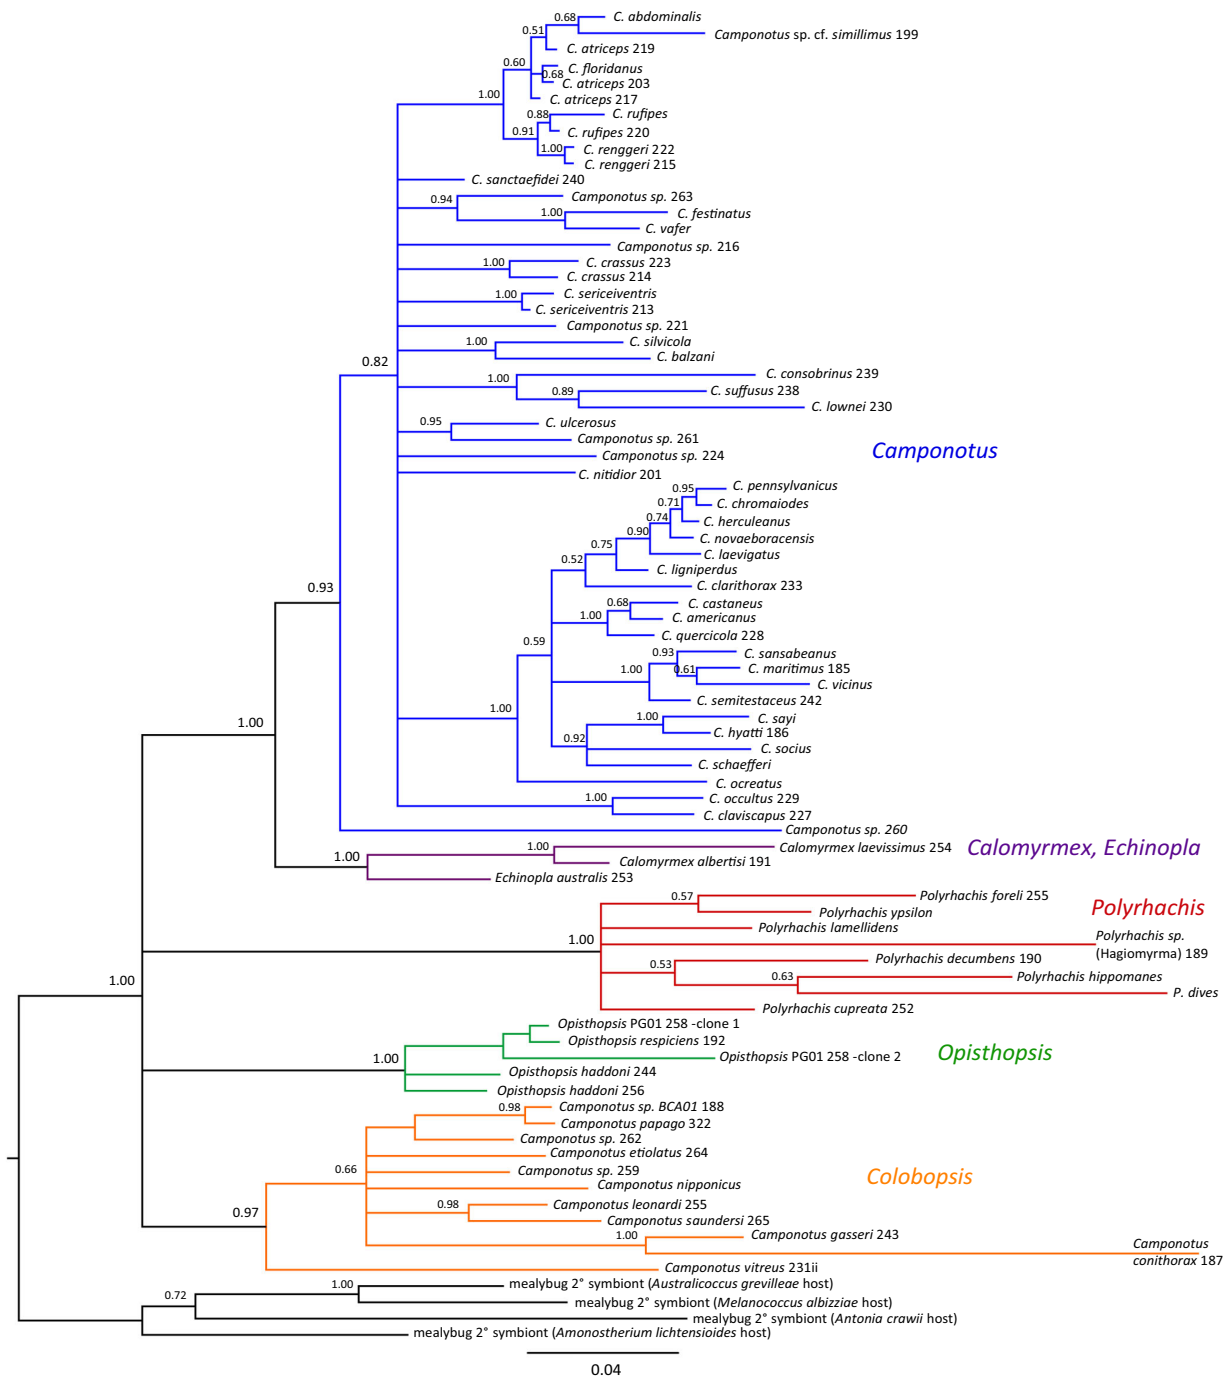 0.68
C. abdominalis
0.51
Camponotus sp. cf. simillimus 199
C. atriceps 219
0.60
C. floridanus
0.68
C. atriceps 203
1.00
C. atriceps 217
0.88
C. rufipes
0.91
C. rufipes 220
1.00
C. renggeri 222
C. renggeri 215
C. sanctaefidei 240
0.94
Camponotus sp. 263
1.00
C. festinatus
C. vafer
Camponotus sp. 216
1.00
C. crassus 223
C. crassus 214
1.00
C. sericeiventris
C. sericeiventris 213
Camponotus sp. 221
1.00
C. silvicola
C. balzani
0.82
1.00
C. consobrinus 239
0.89
C. suffusus 238
C. lownei 230
0.95
C. ulcerosus
Camponotus sp. 261
Camponotus
Camponotus sp. 224
C. nitidior 201
0.95
C. pennsylvanicus
0.71
C. chromaiodes
0.74
C. herculeanus
0.90
C. novaeboracensis
0.75
C. laevigatus
0.52
C. ligniperdus
C. clarithorax 233
0.93
0.68
C. castaneus
1.00
C. americanus
C. quercicola 228
0.59
0.93
C. sansabeanus
1.00
0.61
C. maritimus 185
C. vicinus
C. semitestaceus 242
1.00
1.00
C. sayi
C. hyatti 186
0.92
C. socius
C. schaefferi
C. ocreatus
1.00
C. occultus 229
C. claviscapus 227
1.00
Camponotus sp. 260
1.00
Calomyrmex laevissimus 254
Calomyrmex, Echinopla
1.00
Calomyrmex albertisi 191
Echinopla australis 253
0.57
Polyrhachis foreli 255
Polyrhachis
Polyrhachis ypsilon
Polyrhachis lamellidens
1.00
Polyrhachis sp.
(Hagiomyrma) 189
0.53
Polyrhachis decumbens 190
0.63
Polyrhachis hippomanes
1.00
P. dives
Polyrhachis cupreata 252
Opisthopsis PG01 258 -clone 1
Opisthopsis respiciens 192
1.00
Opisthopsis PG01 258 -clone 2
Opisthopsis
Opisthopsis haddoni 244
Opisthopsis haddoni 256
0.98
Camponotus sp. BCA01 188
Camponotus papago 322
Camponotus sp. 262
Camponotus etiolatus 264
0.66
Camponotus sp. 259
Colobopsis
Camponotus nipponicus
0.98
Camponotus leonardi 255
0.97
Camponotus saundersi 265
1.00
Camponotus gasseri 243
Camponotus
conithorax 187
Camponotus vitreus 231ii
1.00
mealybug 2° symbiont (Australicoccus grevilleae host)
0.72
mealybug 2° symbiont (Melanococcus albizziae host)
mealybug 2° symbiont (Antonia crawii host)
mealybug 2° symbiont (Amonostherium lichtensioides host)
0.04